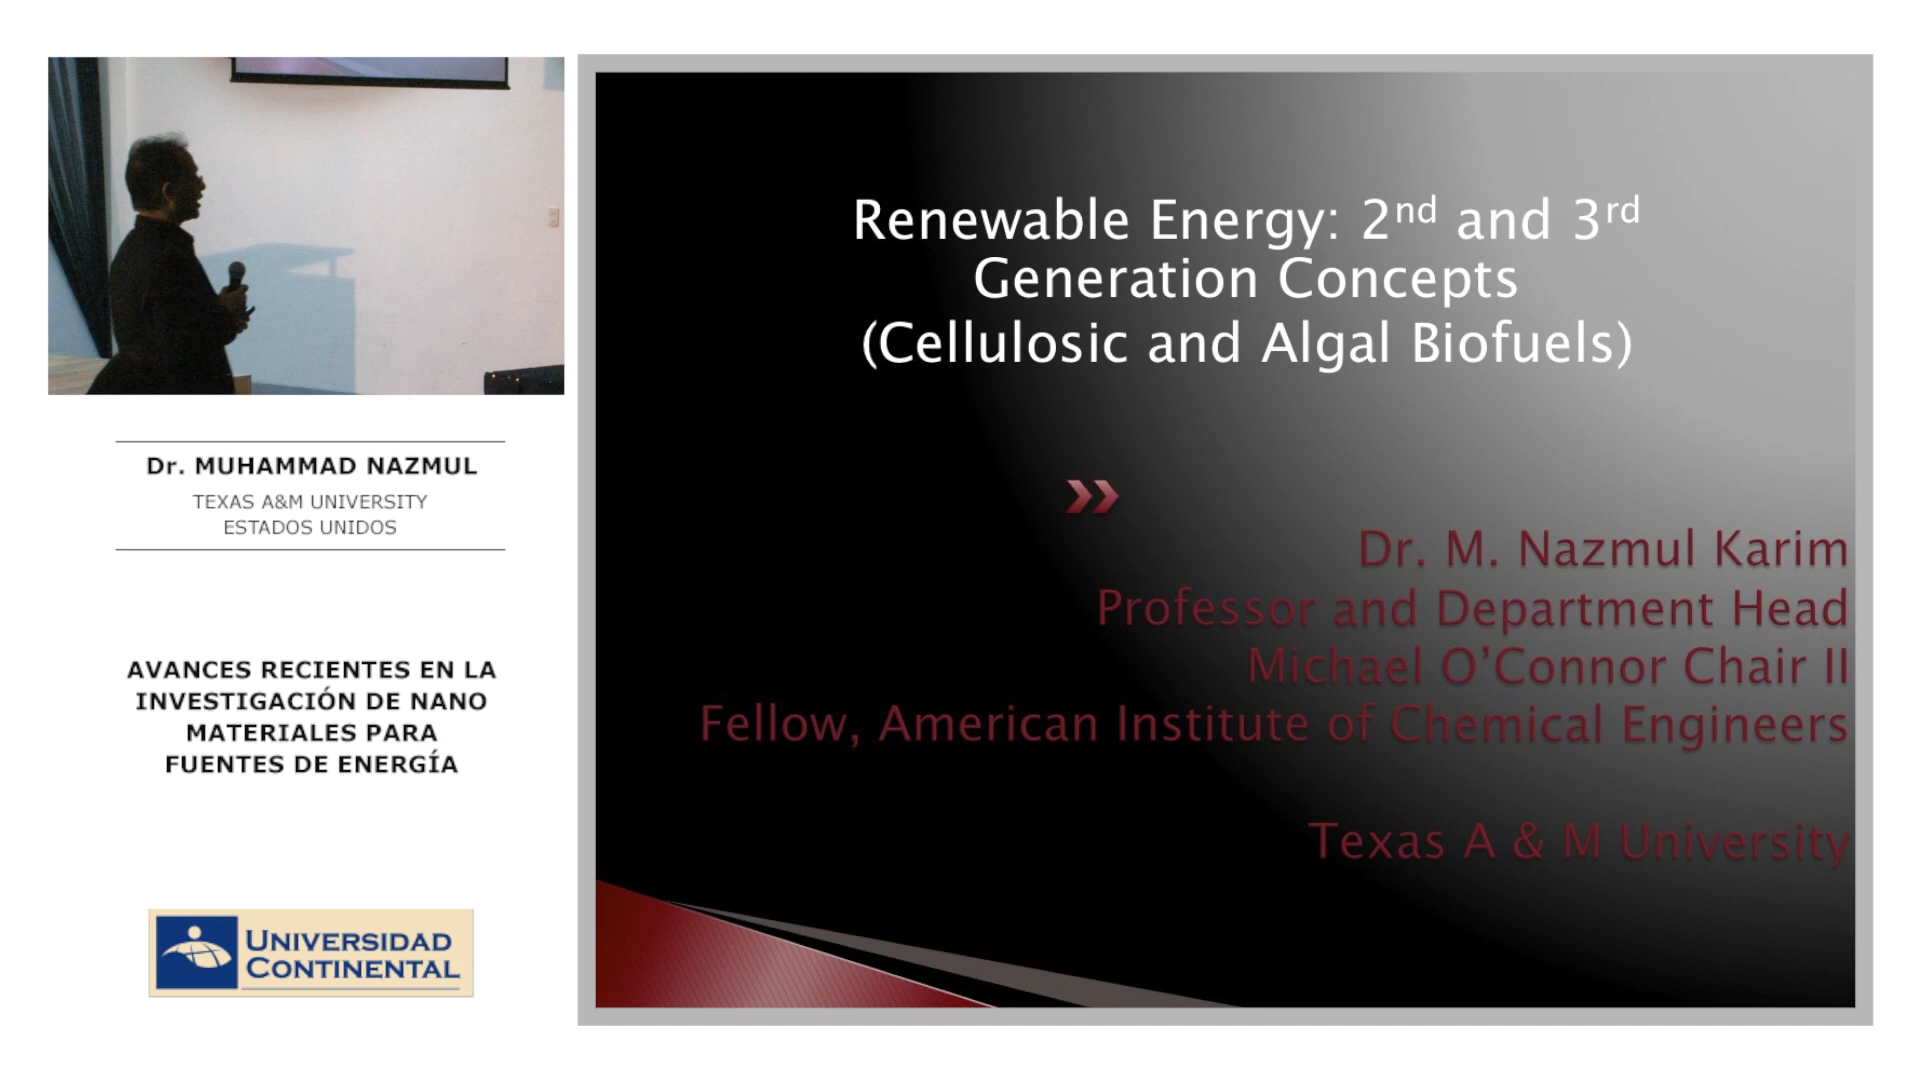 Dr. MUHAMMAD NAZMUL
TEXAS A&M UNIVERSITY
ESTADOS UNIDOS
AVANCES RECIENTES EN LA
INVESTIGACIÓN DE NANO
MATERIALES PARA
FUENTES DE ENERGÍA
UNIVERSIDAD
CONTINENTAL
Renewable Energy: 2nd and 3rd
Generation Concepts
(Cellulosic and Algal Biofuels)
Dr. M. Nazmul Karim
Professor and Department Head
Michael O’Connor Chair II
Fellow, American Institute of Chemical Engineers
Texas A & M University